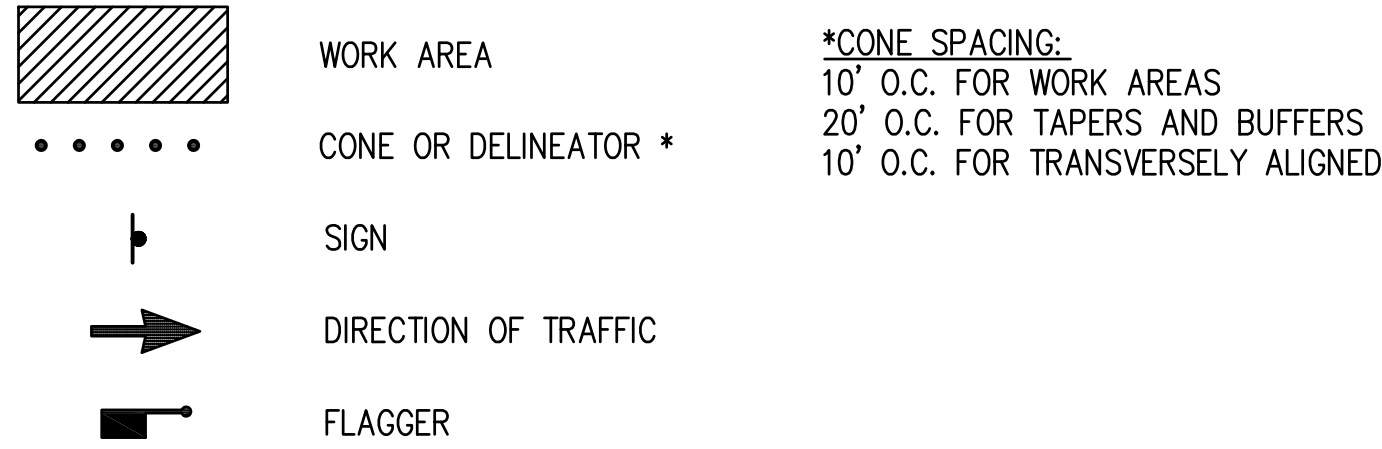 WORK AREA
CONE OR DELINEATOR *
SIGN
DIRECTION OF TRAFFIC
FLAGGER
*CONE SPACING:
10' O.C. FOR WORK AREAS
20' O.C. FOR TAPERS AND BUFFERS
10' O.C. FOR TRANSVERSELY ALIGNED